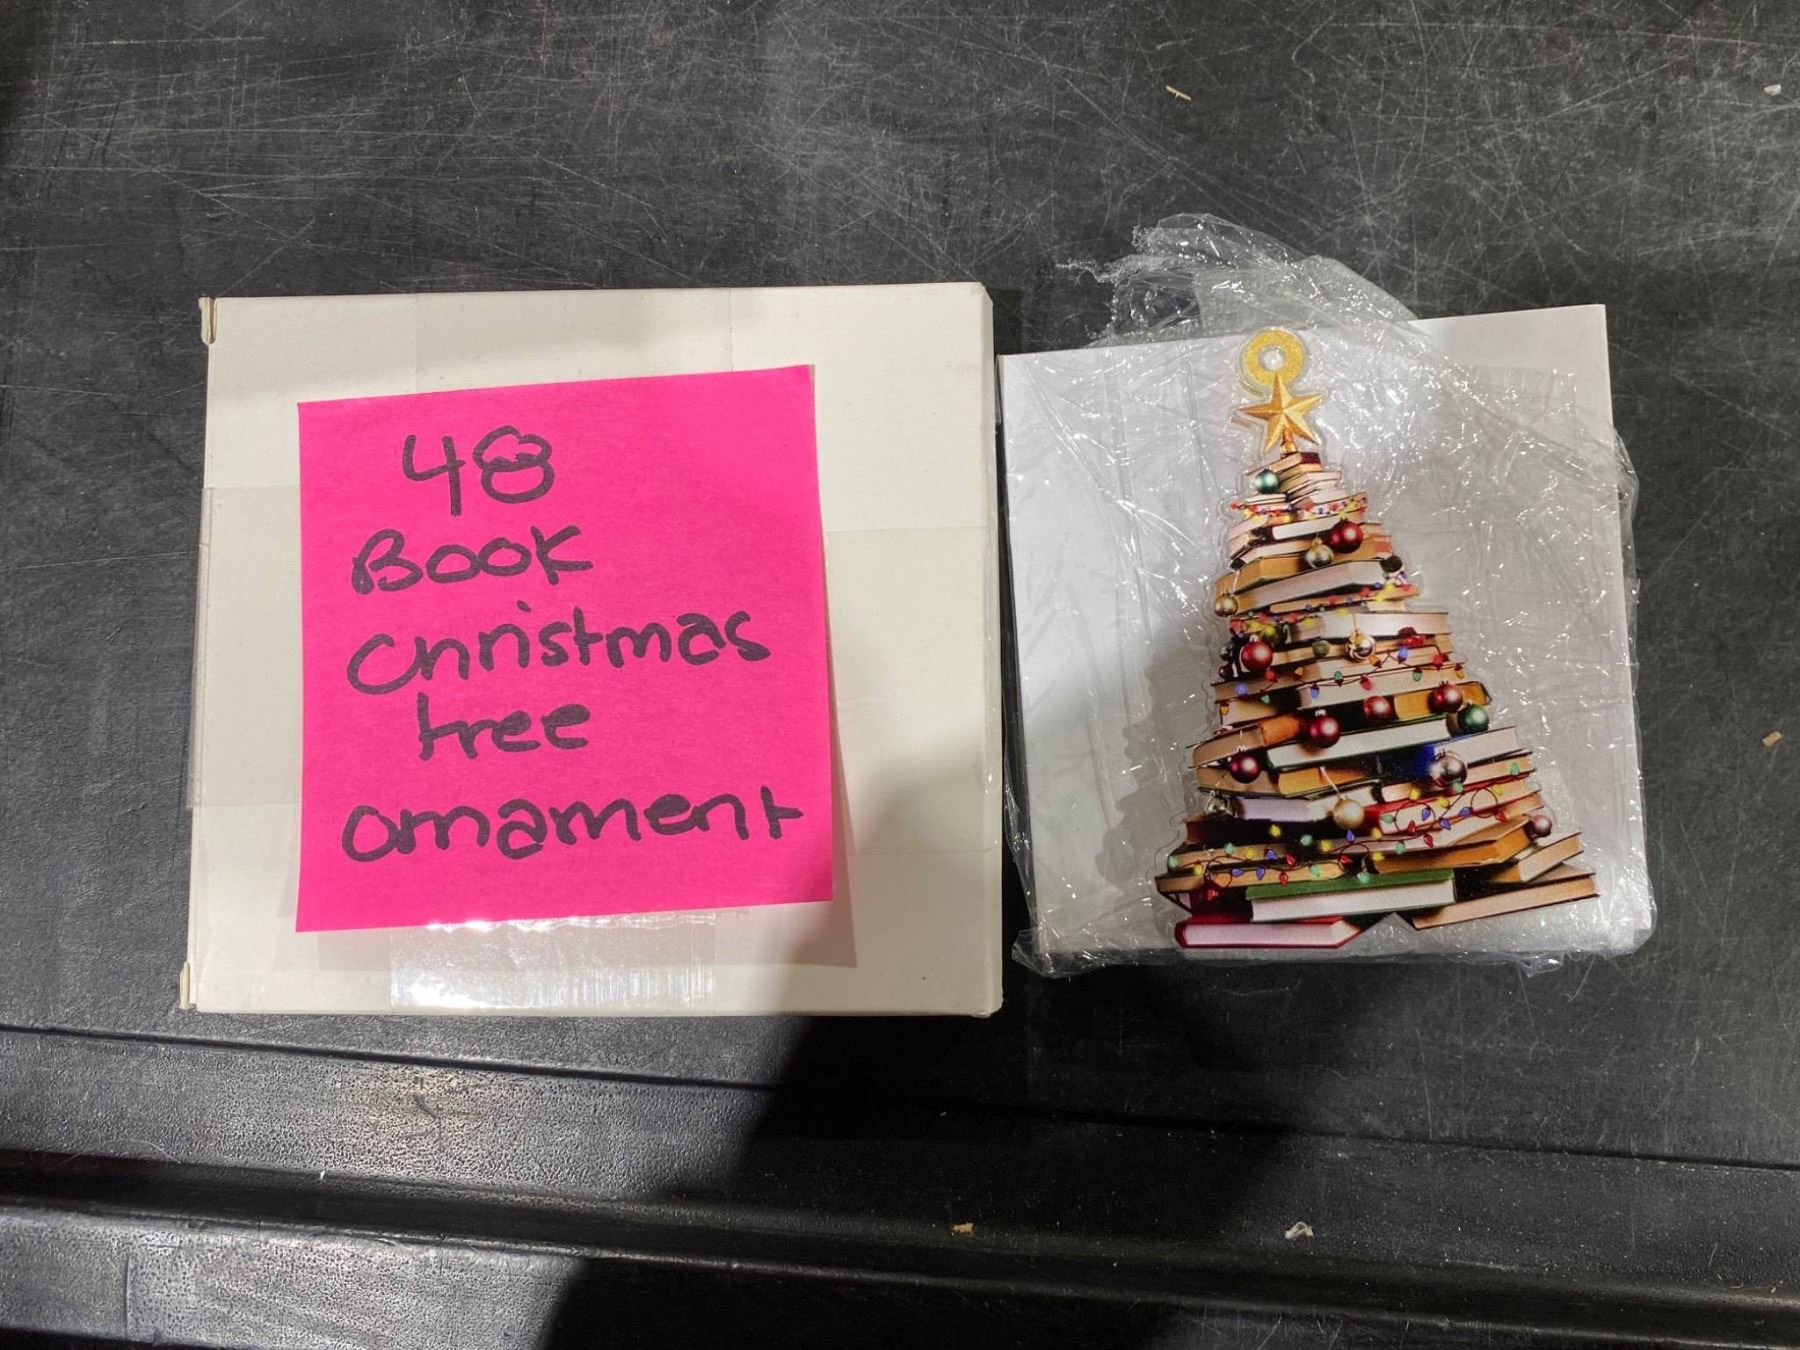 48
Book
Christmas
tree
ornament